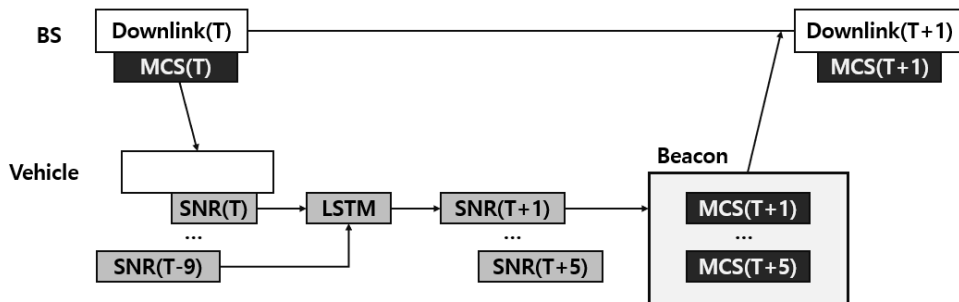 BS
Downlink(T)
MCS(T)
Downlink(T+1)
MCS(T+1)
Vehicle
SNR(T)
...
SNR(T-9)
LSTM
SNR(T+1)
...
SNR(T+5)
Beacon
MCS(T+1)
...
MCS(T+5)